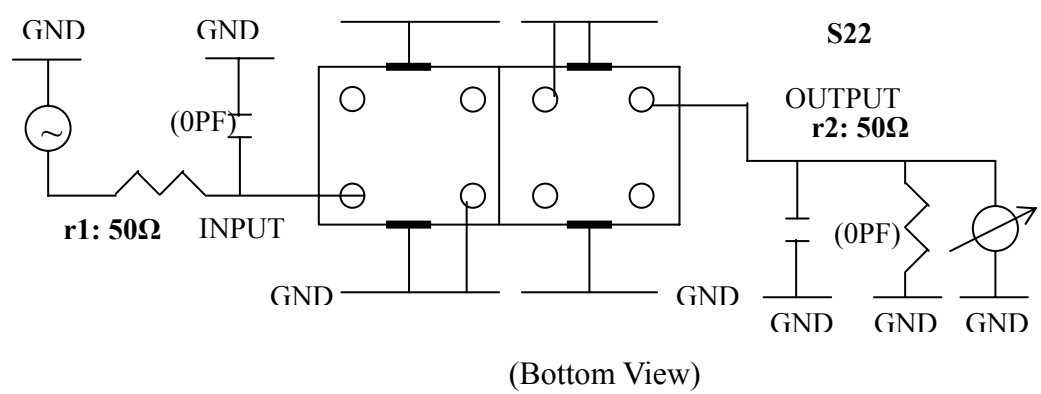 GND
GND
S22
(0PF)
OUTPUT
r2: 50Ω
r1: 50Ω
INPUT
(0PF)
GND
GND
GND
GND
GND
(Bottom View)